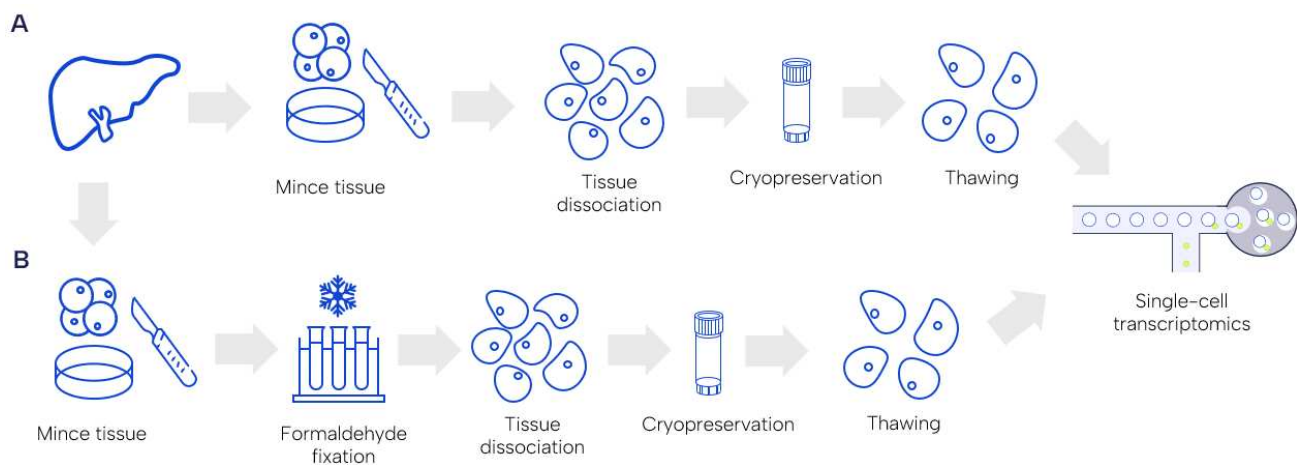 A
Mince tissue
Tissue
dissociation
Cryopreservation
Thawing
B
Mince tissue
Formaldehyde
fixation
Tissue
dissociation
Cryopreservation
Thawing
Single-cell
transcriptomics